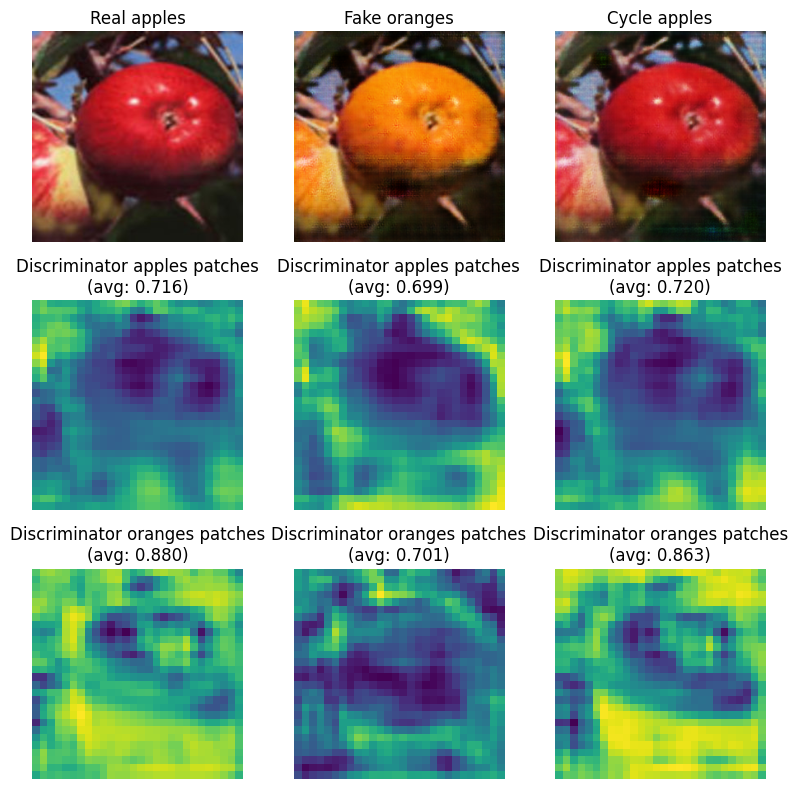 Real apples
Fake oranges
Cycle apples
Discriminator apples patches
(avg: 0.716)
Discriminator apples patches
(avg: 0.699)
Discriminator apples patches
(avg: 0.720)
Discriminator oranges patches
(avg: 0.880)
Discriminator oranges patches
(avg: 0.701)
Discriminator oranges patches
(avg: 0.863)